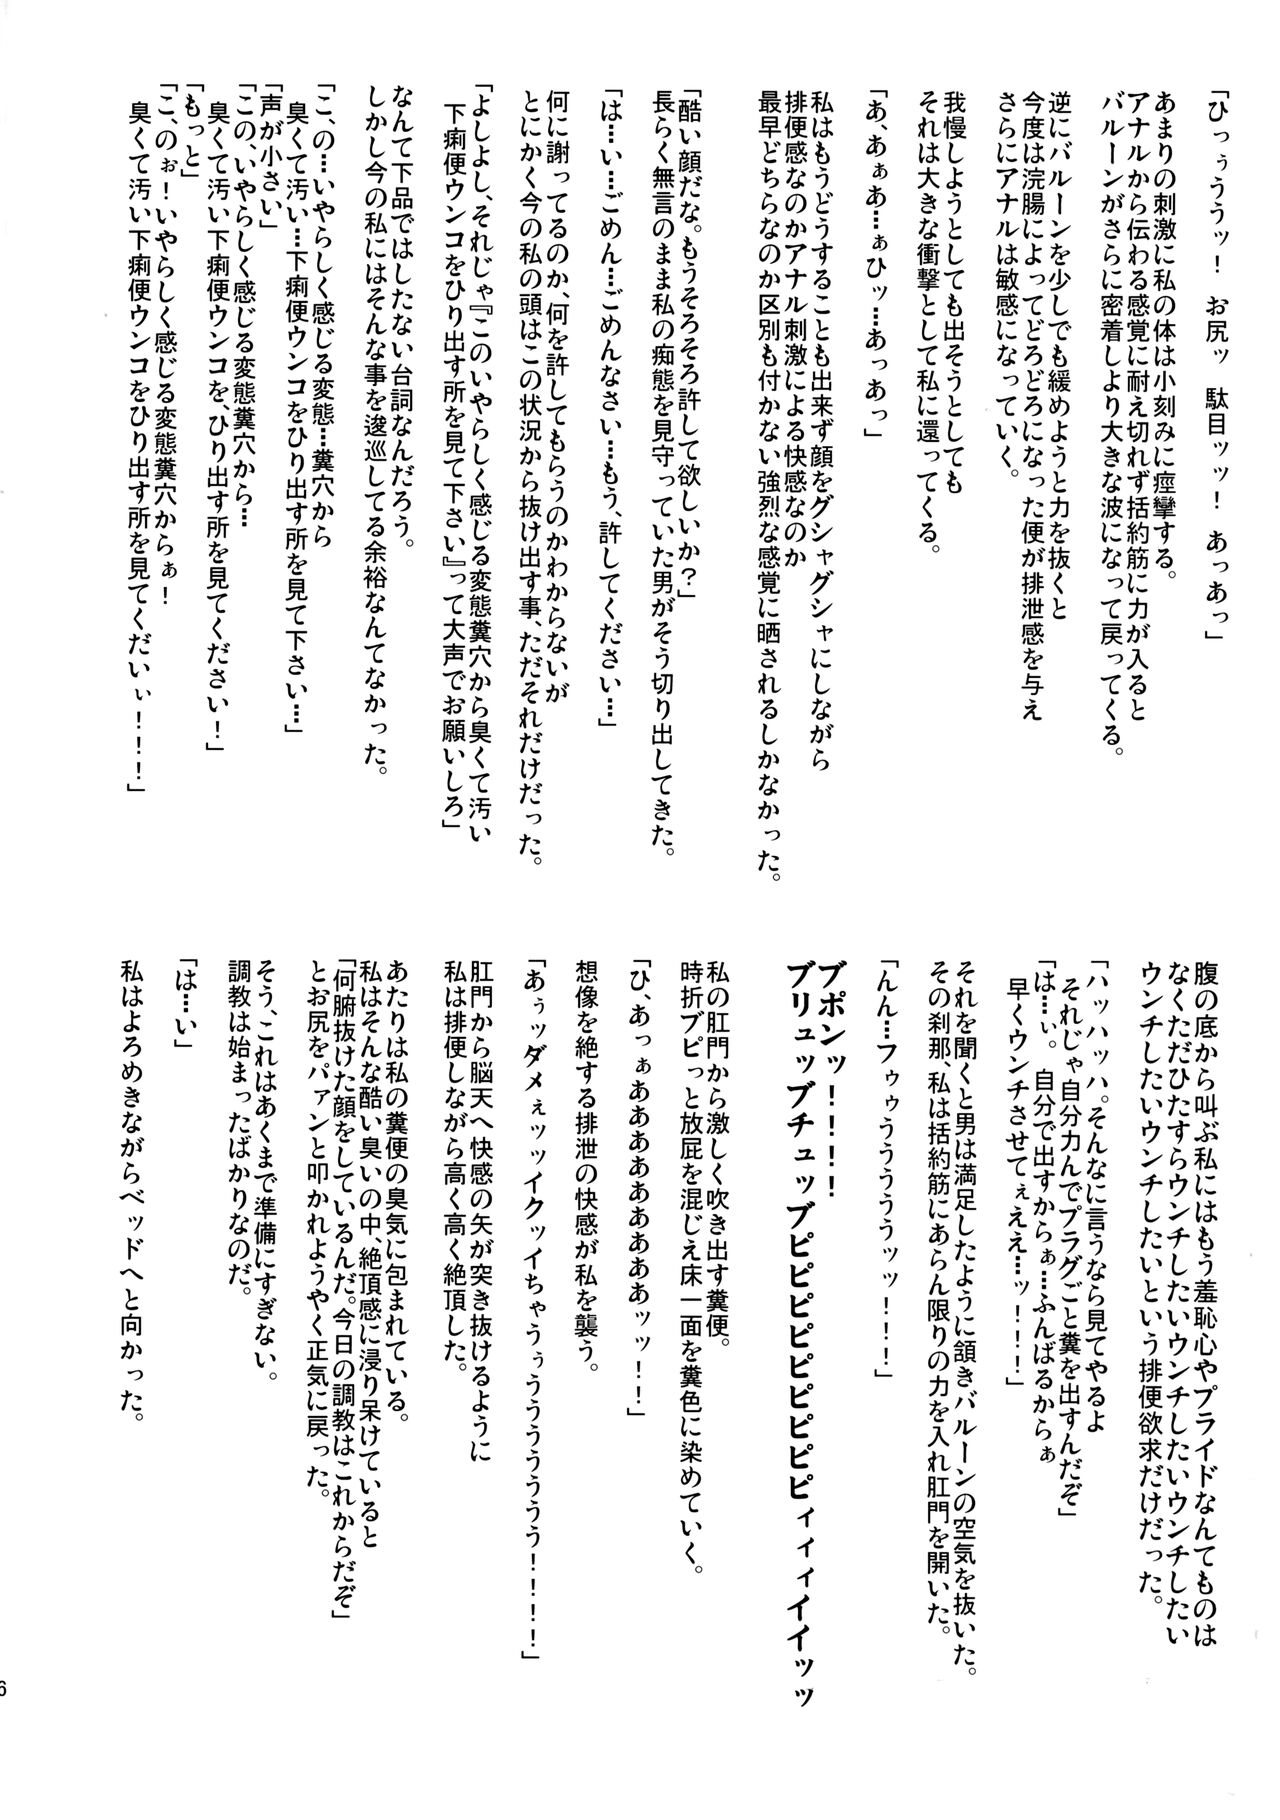 「ひっぅううッ！ お尻ッ 駄目ッッ！ あっあっ」
あまりの刺激に私の体は小刻みに痙攣する。
アナルから伝わる感覚に耐え切れず括約筋に力が入ると
バルーンがさらに密着しより大きな波になって戻ってくる。
逆にバルーンを少しでも緩めようと力を抜くと
今度は浣腸によってどろどろになった便が排泄感を与え
さらにアナルは敏感になっていく。
我慢しようとしても出そうとしても
それは大きな衝撃として私に還ってくる。
「あ、あぁあ…ぁひッ…あっあっ」
私はもうどうすることも出来ず顔をグシャグシャにしながら
排便感なのかアナル刺激による快感なのか
最早どちらなのか区別も付かない強烈な感覚に晒されるしかなかった。
「酷い顔だな。もうそろそろ許して欲しいか？」
長らく無言のまま私の痴態を見守っていた男がそう切り出してきた。
「は…い…ごめん…ごめんなさい…もう、許してください…」
何に謝ってるのか、何を許してもらうのかわからないが
とにかく今の私の頭はこの状況から抜け出す事、ただそれだけだった。
「よしよし、それじゃ『このいやらしく感じる変態糞穴から臭くて汚い
下痢便ウンコをひり出す所を見て下さい』って大声でお願いしろ」
なんて下品ではしたない台詞なんだろう。
しかし今の私にはそんな事を逡巡してる余裕なんてなかった。
「こ、の…いやらしく感じる変態…糞穴から
臭くて汚い…下痢便ウンコをひり出す所を見て下さい…」
「声が小さい」
「この、いやらしく感じる変態糞穴から…
臭くて汚い下痢便ウンコを、ひり出す所を見てください！」
「もっと」
「こ、のぉ！いやらしく感じる変態糞穴からぁ！
臭くて汚い下痢便ウンコをひり出す所を見てくだいぃ！！！」
腹の底から叫ぶ私にはもう羞恥心やプライドなんてものは
なくただひたすらウンチしたいウンチしたいウンチしたい
ウンチしたいウンチしたいという排便欲求だけだった。
「ハッハッハ。そんなに言うなら見てやるよ
それじゃ自分力んでプラグごと糞を出すんだぞ」
「は…ぃ。自分で出すからぁ…ふんばるからぁ
早くウンチさせてぇええ…ッ！！！」
それを聞くと男は満足したように頷きバルーンの空気を抜いた。
その刹那、私は括約筋にあらん限りの力を入れ肛門を開いた。
「んん…フゥゥうううううッッ！！！」
ブポンッ！！！！
ブリュッブチュッブピピピピピピピピピィィィイイッッ
私の肛門から激しく吹き出す糞便。
時折ブピっと放屁を混じえ床一面を糞色に染めていく。
「ひ、あっぁああああああああああッッ！！」
想像を絶する排泄の快感が私を襲う。
「あぅッダメぇッッイクッイちゃうぅうううううう！！！！」
肛門から脳天へ快感の矢が突き抜けるように
私は排便しながら高く高く絶頂した。
あたりは私の糞便の臭気に包まれている。
私はそんな酷い臭いの中、絶頂感に浸り呆けていると
「何腑抜けた顔をしているんだ。今日の調教はこれからだぞ」
とお尻をパァンと叩かれようやく正気に戻った。
そう、これはあくまで準備にすぎない。
調教は始まったばかりなのだ。
「は…い」
私はよろめきながらベッドへと向かった。
6